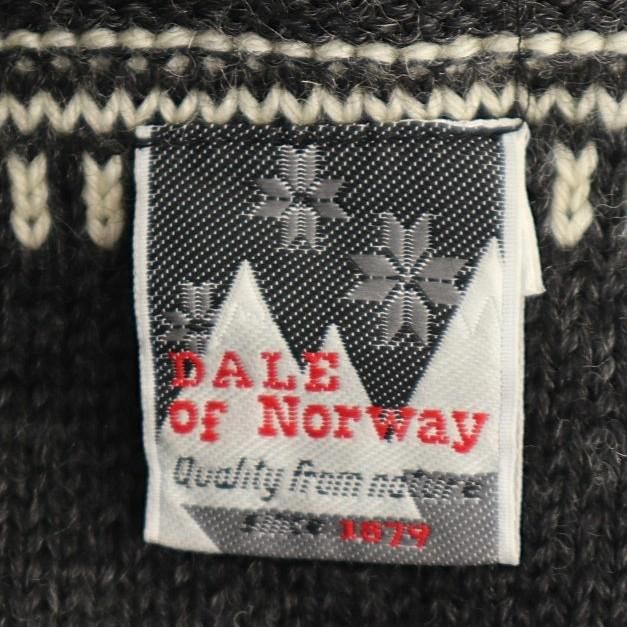 DALE
of Norway
Quality from nature
since 1879